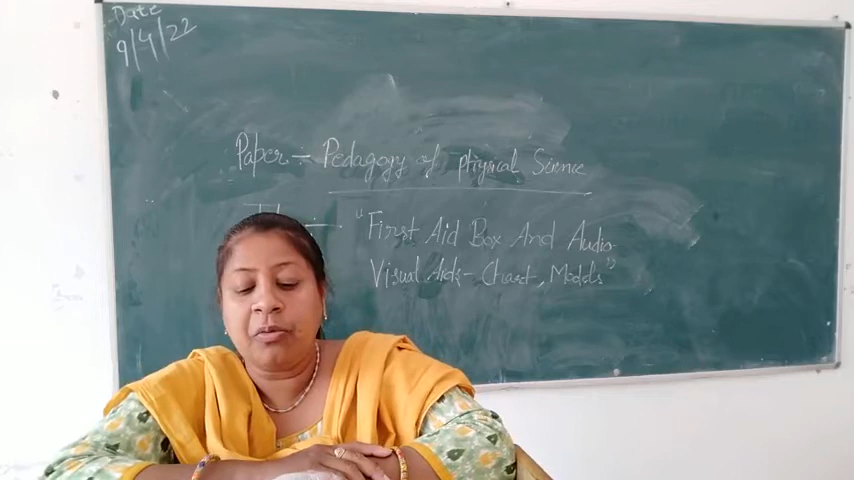 Date
9/4/22
Paper - Pedagogy of physical Science
"First Aid Box And Audio
Visual Aids - Chart, Models"